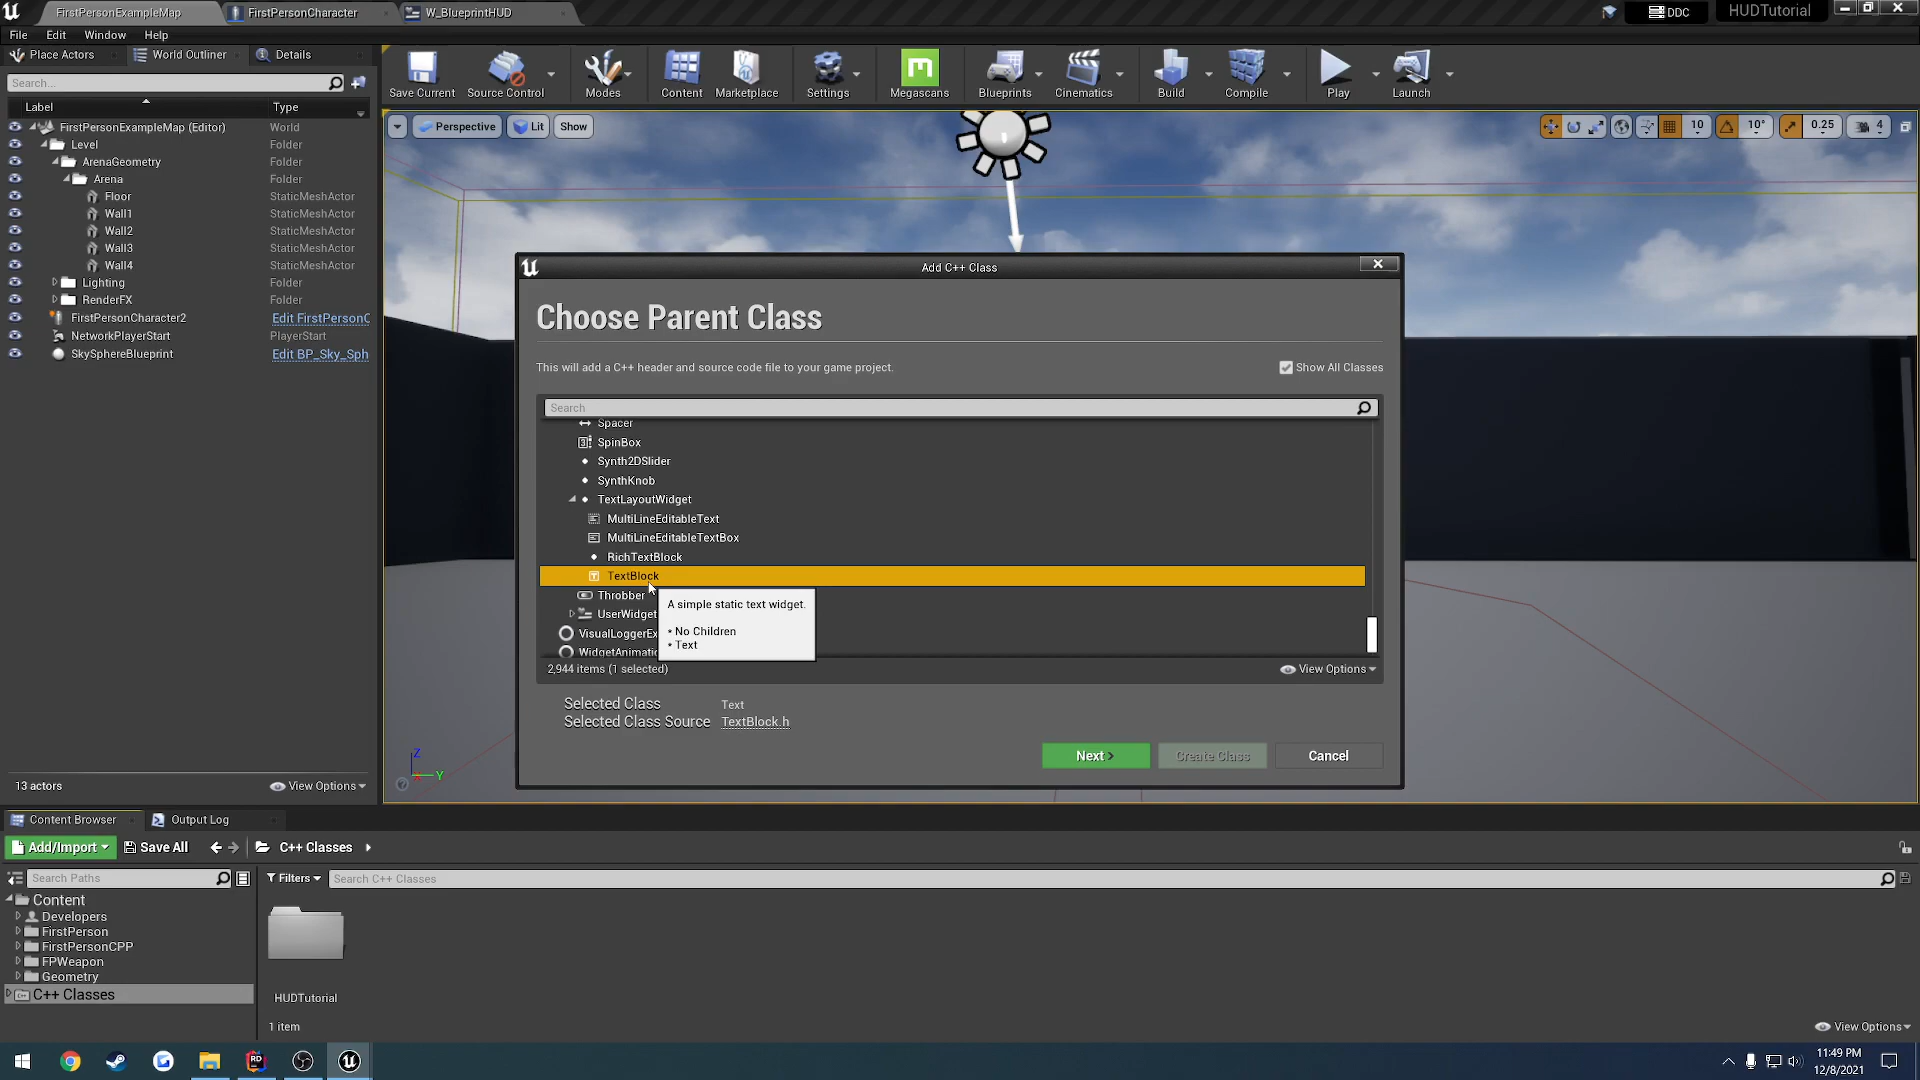 FirstPersonExampleMap
FirstPersonCharacter
W_BlueprintHUD
DDC
HUDTutorial
File Edit Window Help
Place Actors
World Outliner
Details
Search...
Label Type
FirstPersonExampleMap (Editor) World
Level Folder
ArenaGeometry Folder
Arena Folder
Floor StaticMeshActor
Wall1 StaticMeshActor
Wall2 StaticMeshActor
Wall3 StaticMeshActor
Wall4 StaticMeshActor
Lighting Folder
RenderFX Folder
FirstPersonCharacter2 Edit FirstPersonC
NetworkPlayerStart PlayerStart
SkySphereBlueprint Edit BP_Sky_Sph
13 actors
View Options
Save Current
Source Control
Modes
Content
Marketplace
Settings
Megascans
Blueprints
Cinematics
Build
Compile
Play
Launch
Perspective
Lit
Show
10
10°
0.25
4
Add C++ Class
Choose Parent Class
This will add a C++ header and source code file to your game project.
Show All Classes
Search
Spacer
SpinBox
Synth2DSlider
SynthKnob
TextLayoutWidget
MultiLineEditableText
MultiLineEditableTextBox
RichTextBlock
TextBlock
Throbber
UserWidget
VisualLoggerEx
WidgetAnimatio
A simple static text widget.
* No Children
* Text
2,944 items (1 selected)
View Options
Selected Class Text
Selected Class Source TextBlock.h
Next >
Create Class
Cancel
Z
Y
Content Browser
Output Log
Add/Import
Save All
C++ Classes
Search Paths
Filters
Search C++ Classes
Content
Developers
FirstPerson
FirstPersonCPP
FPWeapon
Geometry
C++ Classes
HUDTutorial
1 item
View Options
11:49 PM
12/8/2021